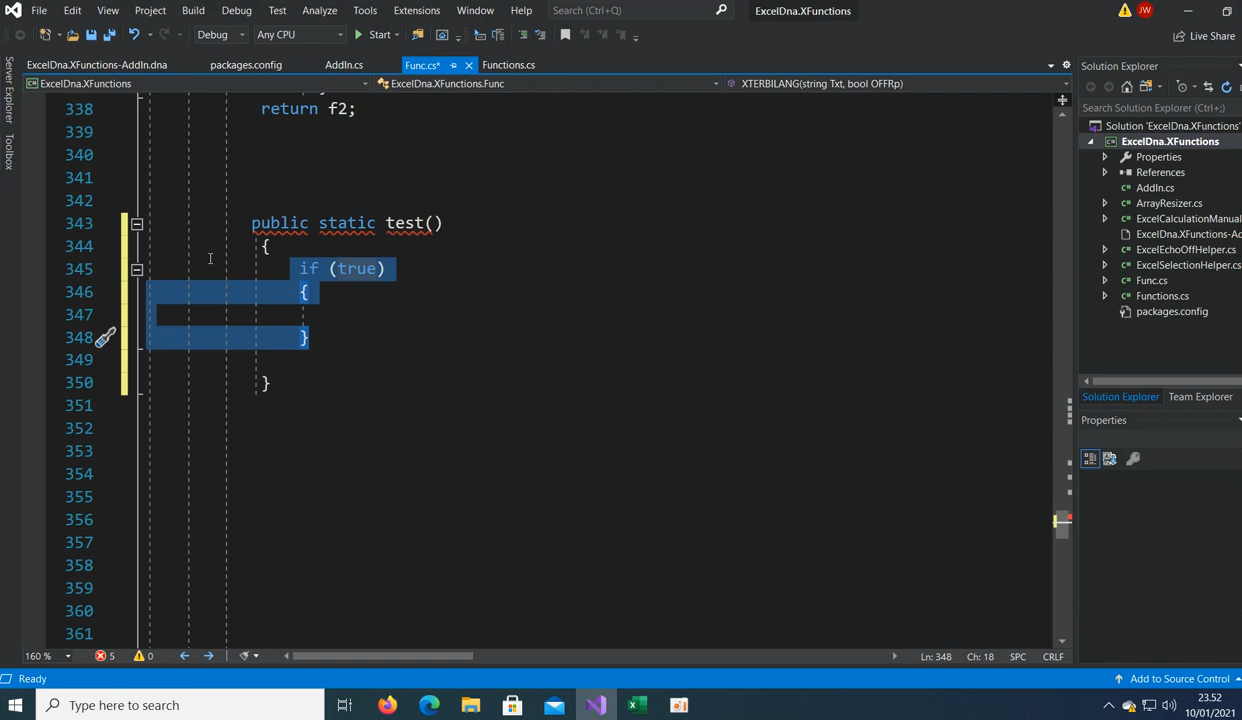 File Edit View Project Build Debug Test Analyze Tools Extensions Window Help Search (Ctrl+Q) ExcelDna.XFunctions JW
Debug Any CPU Start Live Share
ExcelDna.XFunctions-AddIn.dna packages.config AddIn.cs Func.cs* Functions.cs
ExcelDna.XFunctions ExcelDna.XFunctions.Func XTERBILANG(string Txt, bool OFFRp)
Server Explorer
Toolbox
338 return f2;
339
340
341
342
343 public static test()
344 {
345 if (true)
346 {
347
348 }
349
350 }
351
352
353
354
355
356
357
358
359
360
361
160 % 5 0 Ln: 348 Ch: 18 SPC CRLF
Solution Explorer
Search Solution Explorer (Ctrl+;)
Solution 'ExcelDna.XFunctions'
ExcelDna.XFunctions
Properties
References
AddIn.cs
ArrayResizer.cs
ExcelCalculationManual
ExcelDna.XFunctions-Ad
ExcelEchoOffHelper.cs
ExcelSelectionHelper.cs
Func.cs
Functions.cs
packages.config
Solution Explorer Team Explorer
Properties
Ready Add to Source Control
Type here to search
23.52
10/01/2021